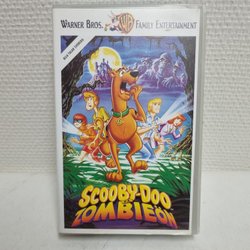 WARNER BROS. FAMILY ENTERTAINMENT
SCOOBY-DOO
ZOMBIEÖN